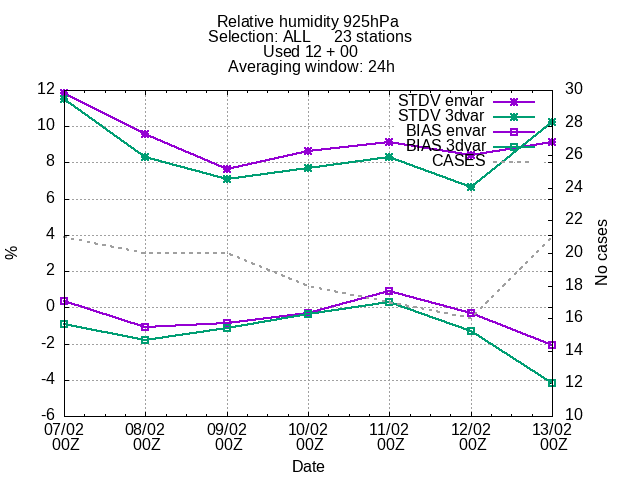 Relative humidity 925hPa
Selection: ALL 23 stations
Used 12 + 00
Averaging window: 24h
12 30
STDV envar
STDV 3dvar
BIAS envar
BIAS 3dvar
CASES
10 28
8 26
6 24
4 22
2 20
0 18
-2 16
-4 14
-6 12
10
%
No cases
07/02 08/02 09/02 10/02 11/02 12/02 13/02
00Z 00Z 00Z 00Z 00Z 00Z 00Z
Date